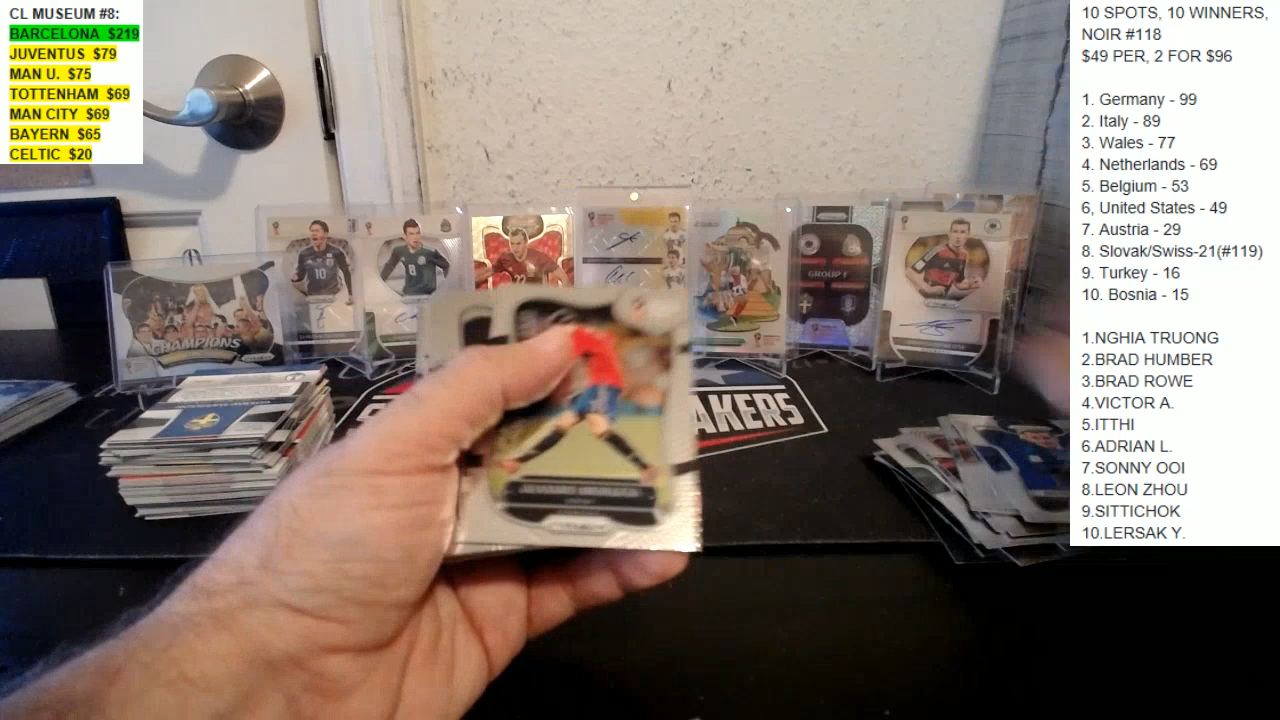 CL MUSEUM #8:
BARCELONA $219
JUVENTUS $79
MAN U. $75
TOTTENHAM $69
MAN CITY $69
BAYERN $65
CELTIC $20
10 SPOTS, 10 WINNERS,
NOIR #118
$49 PER, 2 FOR $96
1. Germany - 99
2. Italy - 89
3. Wales - 77
4. Netherlands - 69
5. Belgium - 53
6, United States - 49
7. Austria - 29
8. Slovak/Swiss-21(#119)
9. Turkey - 16
10. Bosnia - 15
1.NGHIA TRUONG
2.BRAD HUMBER
3.BRAD ROWE
4.VICTOR A.
5.ITTHI
6.ADRIAN L.
7.SONNY OOI
8.LEON ZHOU
9.SITTICHOK
10.LERSAK Y.
10
8
GROUP F
CHAMPIONS
AKERS